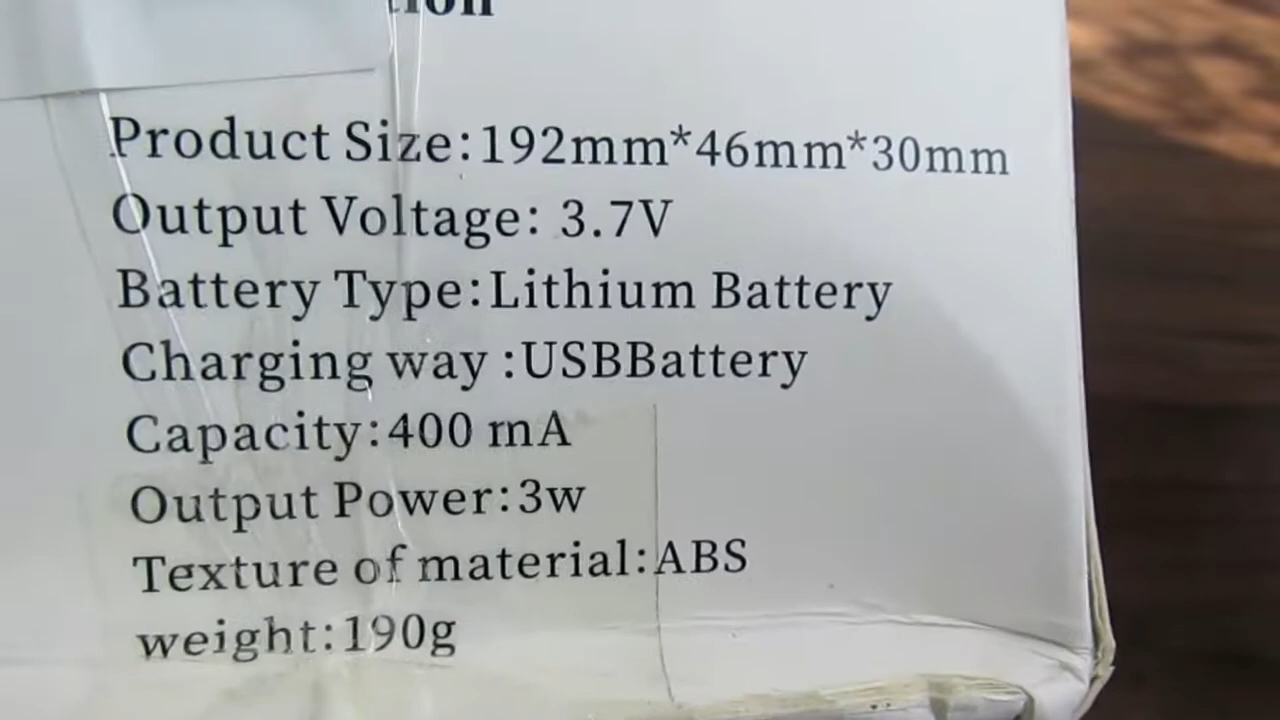 Product Size:192mm*46mm*30mm
Output Voltage: 3.7V
Battery Type:Lithium Battery
Charging way :USBBattery
Capacity:400 mA
Output Power:3w
Texture of material:ABS
weight:190g